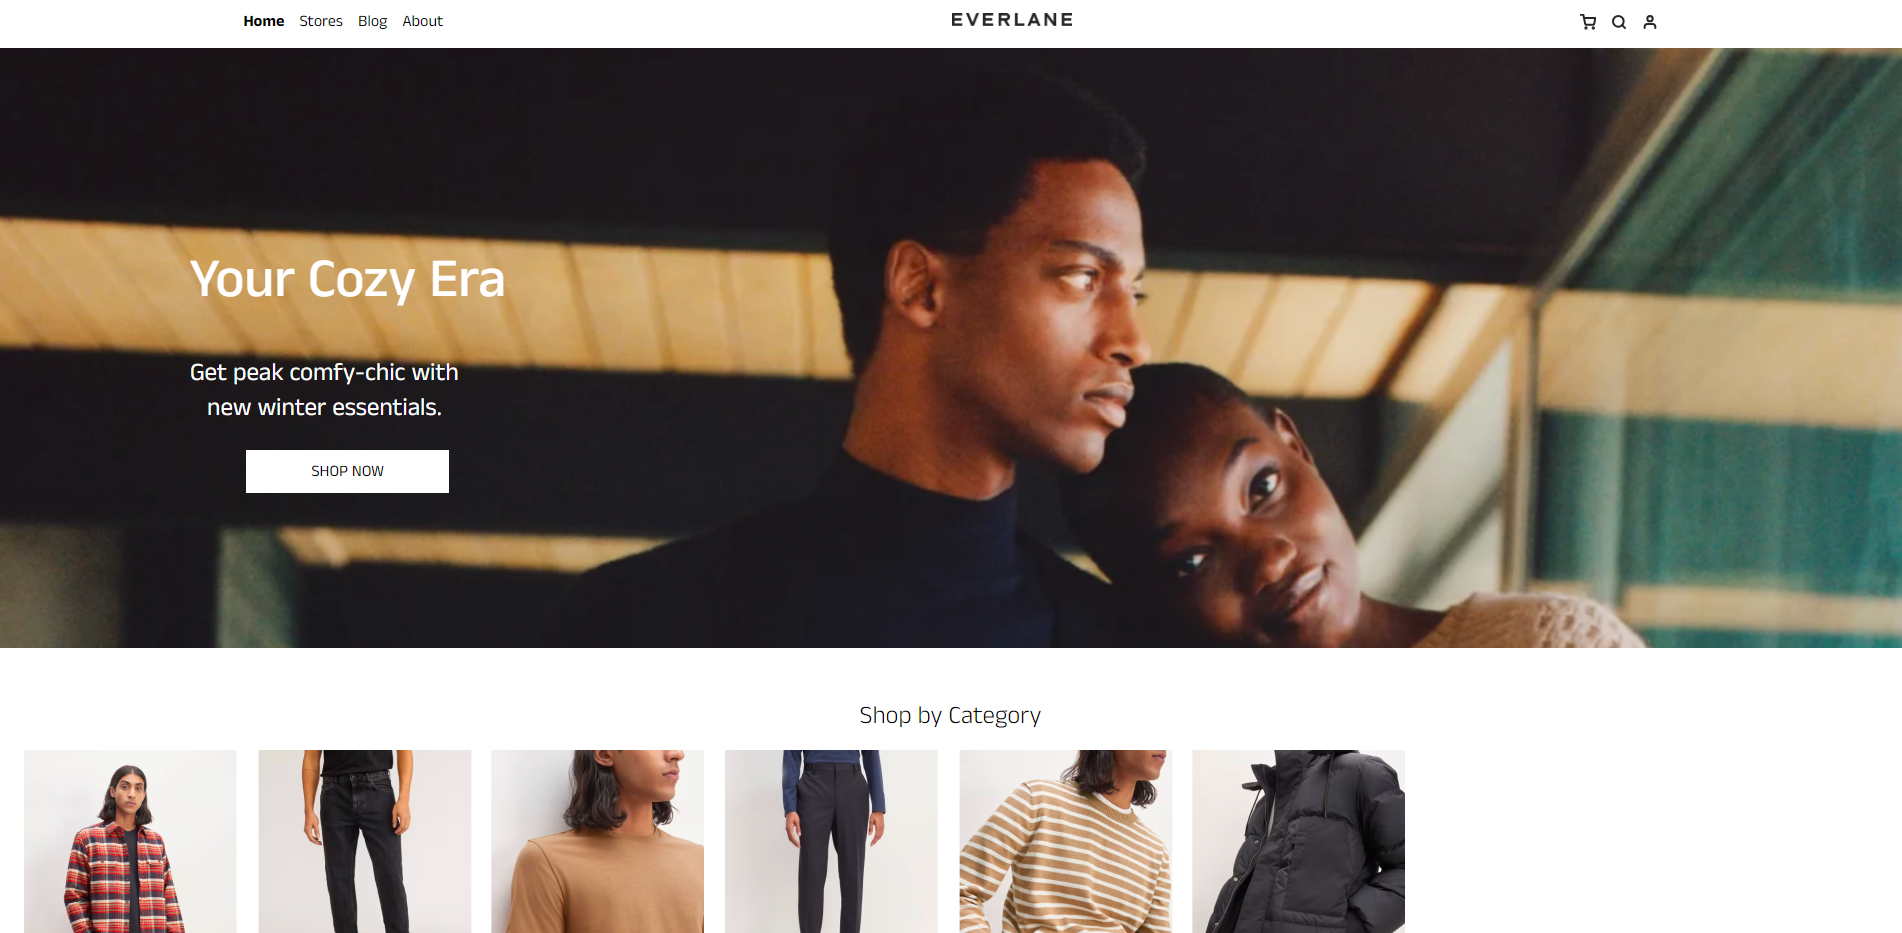 Home Stores Blog About EVERLANE
Your Cozy Era
Get peak comfy-chic with
new winter essentials.
SHOP NOW
Shop by Category